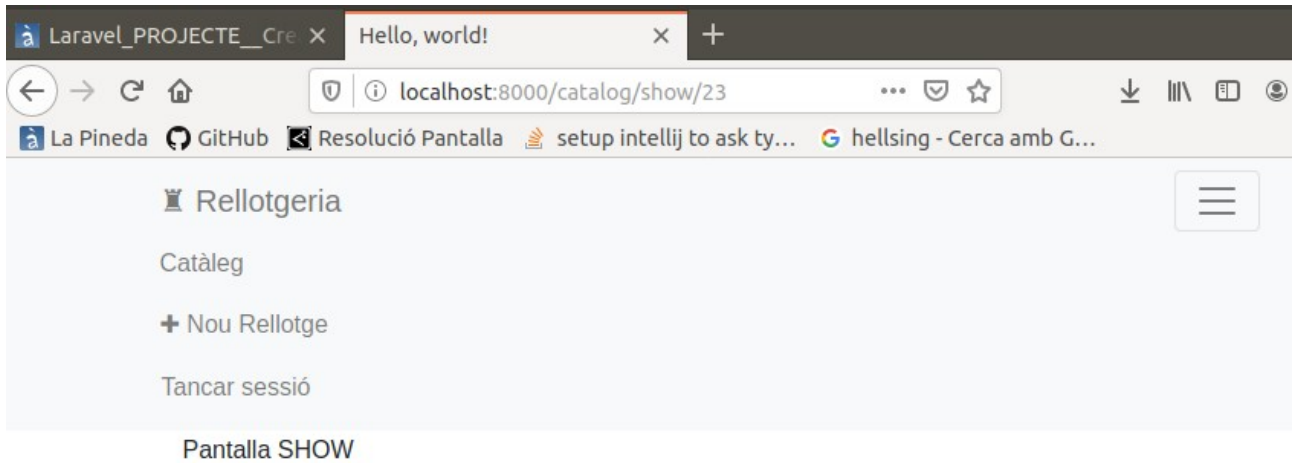 Laravel_PROJECTE__Cre Hello, world!
localhost:8000/catalog/show/23
La Pineda GitHub Resolució Pantalla setup intellij to ask ty... hellsing - Cerca amb G...
Rellotgeria
Catàleg
Nou Rellotge
Tancar sessió
Pantalla SHOW